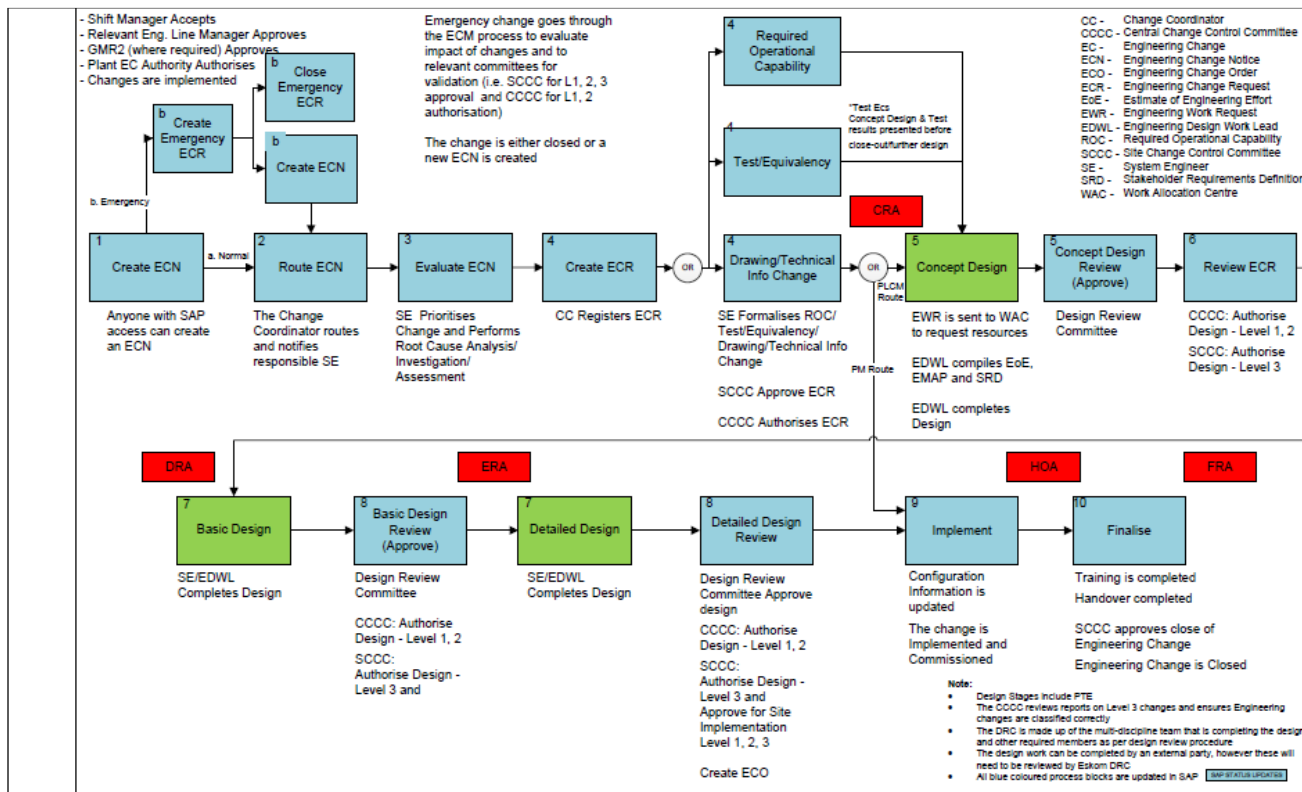 - Shift Manager Accepts
- Relevant Eng. Line Manager Approves
- GMR2 (where required) Approves
- Plant EC Authority Authorises
- Changes are implemented
Emergency change goes through
the ECM process to evaluate
impact of changes and to
relevant committees for
validation (i.e. SCCC for L1, 2, 3
approval and CCCC for L1, 2
authorisation)
The change is either closed or a
new ECN is created
CC - Change Coordinator
CCCC - Central Change Control Committee
EC - Engineering Change
ECN - Engineering Change Notice
ECO - Engineering Change Order
ECR - Engineering Change Request
EoE - Estimate of Engineering Effort
EWR - Engineering Work Request
EDWL - Engineering Design Work Lead
ROC - Required Operational Capability
SCCC - Site Change Control Committee
SE - System Engineer
SRD - Stakeholder Requirements Definition
WAC - Work Allocation Centre
b
Close
Emergency
ECR
b
Create
Emergency
ECR
b
Create ECN
b. Emergency
4
Required
Operational
Capability
4
Test/Equivalency
"Test Ecs
Concept Design & Test
results presented before
close-out/further design
CRA
1
Create ECN
a. Normal
2
Route ECN
3
Evaluate ECN
4
Create ECR
OR
4
Drawing/Technical
Info Change
OR
PLCM
Route
5
Concept Design
5
Concept Design
Review
(Approve)
6
Review ECR
Anyone with SAP
access can create
an ECN
The Change
Coordinator routes
and notifies
responsible SE
SE Prioritises
Change and Performs
Root Cause Analysis/
Investigation/
Assessment
CC Registers ECR
SE Formalises ROC/
Test/Equivalency/
Drawing/Technical Info
Change
SCCC Approve ECR
CCCC Authorises ECR
PM Route
EWR is sent to WAC
to request resources
EDWL compiles EoE,
EMAP and SRD
EDWL completes
Design
Design Review
Committee
CCCC: Authorise
Design - Level 1, 2
SCCC: Authorise
Design - Level 3
DRA
ERA
HOA
FRA
7
Basic Design
8
Basic Design
Review
(Approve)
7
Detailed Design
8
Detailed Design
Review
9
Implement
10
Finalise
SE/EDWL
Completes Design
Design Review
Committee
CCCC: Authorise
Design - Level 1, 2
SCCC:
Authorise Design -
Level 3 and
SE/EDWL
Completes Design
Design Review
Committee Approve
design
CCCC: Authorise
Design - Level 1, 2
SCCC:
Authorise Design -
Level 3 and
Approve for Site
Implementation
Level 1, 2, 3
Create ECO
Configuration
Information is
updated
The change is
Implemented and
Commissioned
Training is completed
Handover completed
SCCC approves close of
Engineering Change
Engineering Change is Closed
Note:
• Design Stages include PTE
• The CCCC reviews reports on Level 3 changes and ensures Engineering
changes are classified correctly
• The DRC is made up of the multi-discipline team that is completing the design
and other required members as per design review procedure
• The design work can be completed by an external party, however these will
need to be reviewed by Eskom DRC
• All blue coloured process blocks are updated in SAP SAP STATUS UPDATES